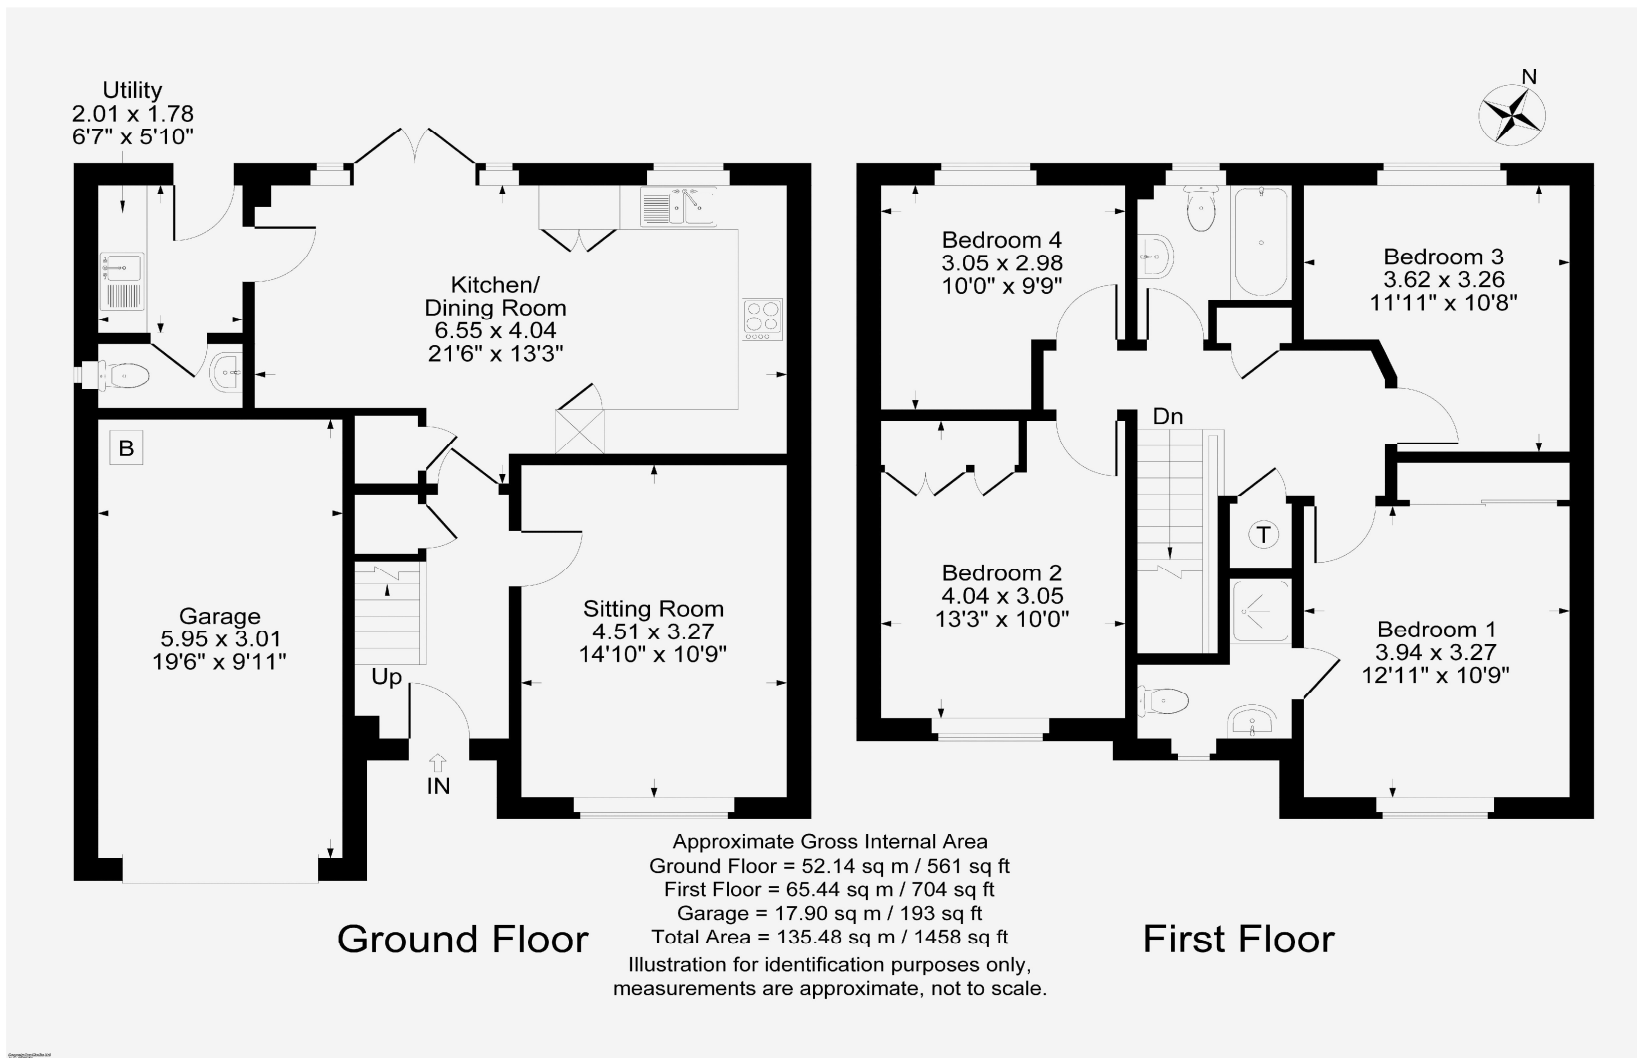 N
Utility
2.01 x 1.78
6'7" x 5'10"
Kitchen/
Dining Room
6.55 x 4.04
21'6" x 13'3"
B
Garage
5.95 x 3.01
19'6" x 9'11"
Sitting Room
4.51 x 3.27
14'10" x 10'9"
Up
IN
Bedroom 4
3.05 x 2.98
10'0" x 9'9"
Bedroom 3
3.62 x 3.26
11'11" x 10'8"
Dn
T
Bedroom 2
4.04 x 3.05
13'3" x 10'0"
Bedroom 1
3.94 x 3.27
12'11" x 10'9"
Approximate Gross Internal Area
Ground Floor = 52.14 sq m / 561 sq ft
First Floor = 65.44 sq m / 704 sq ft
Garage = 17.90 sq m / 193 sq ft
Total Area = 135.48 sq m / 1458 sq ft
Illustration for identification purposes only,
measurements are approximate, not to scale.
Ground Floor
First Floor